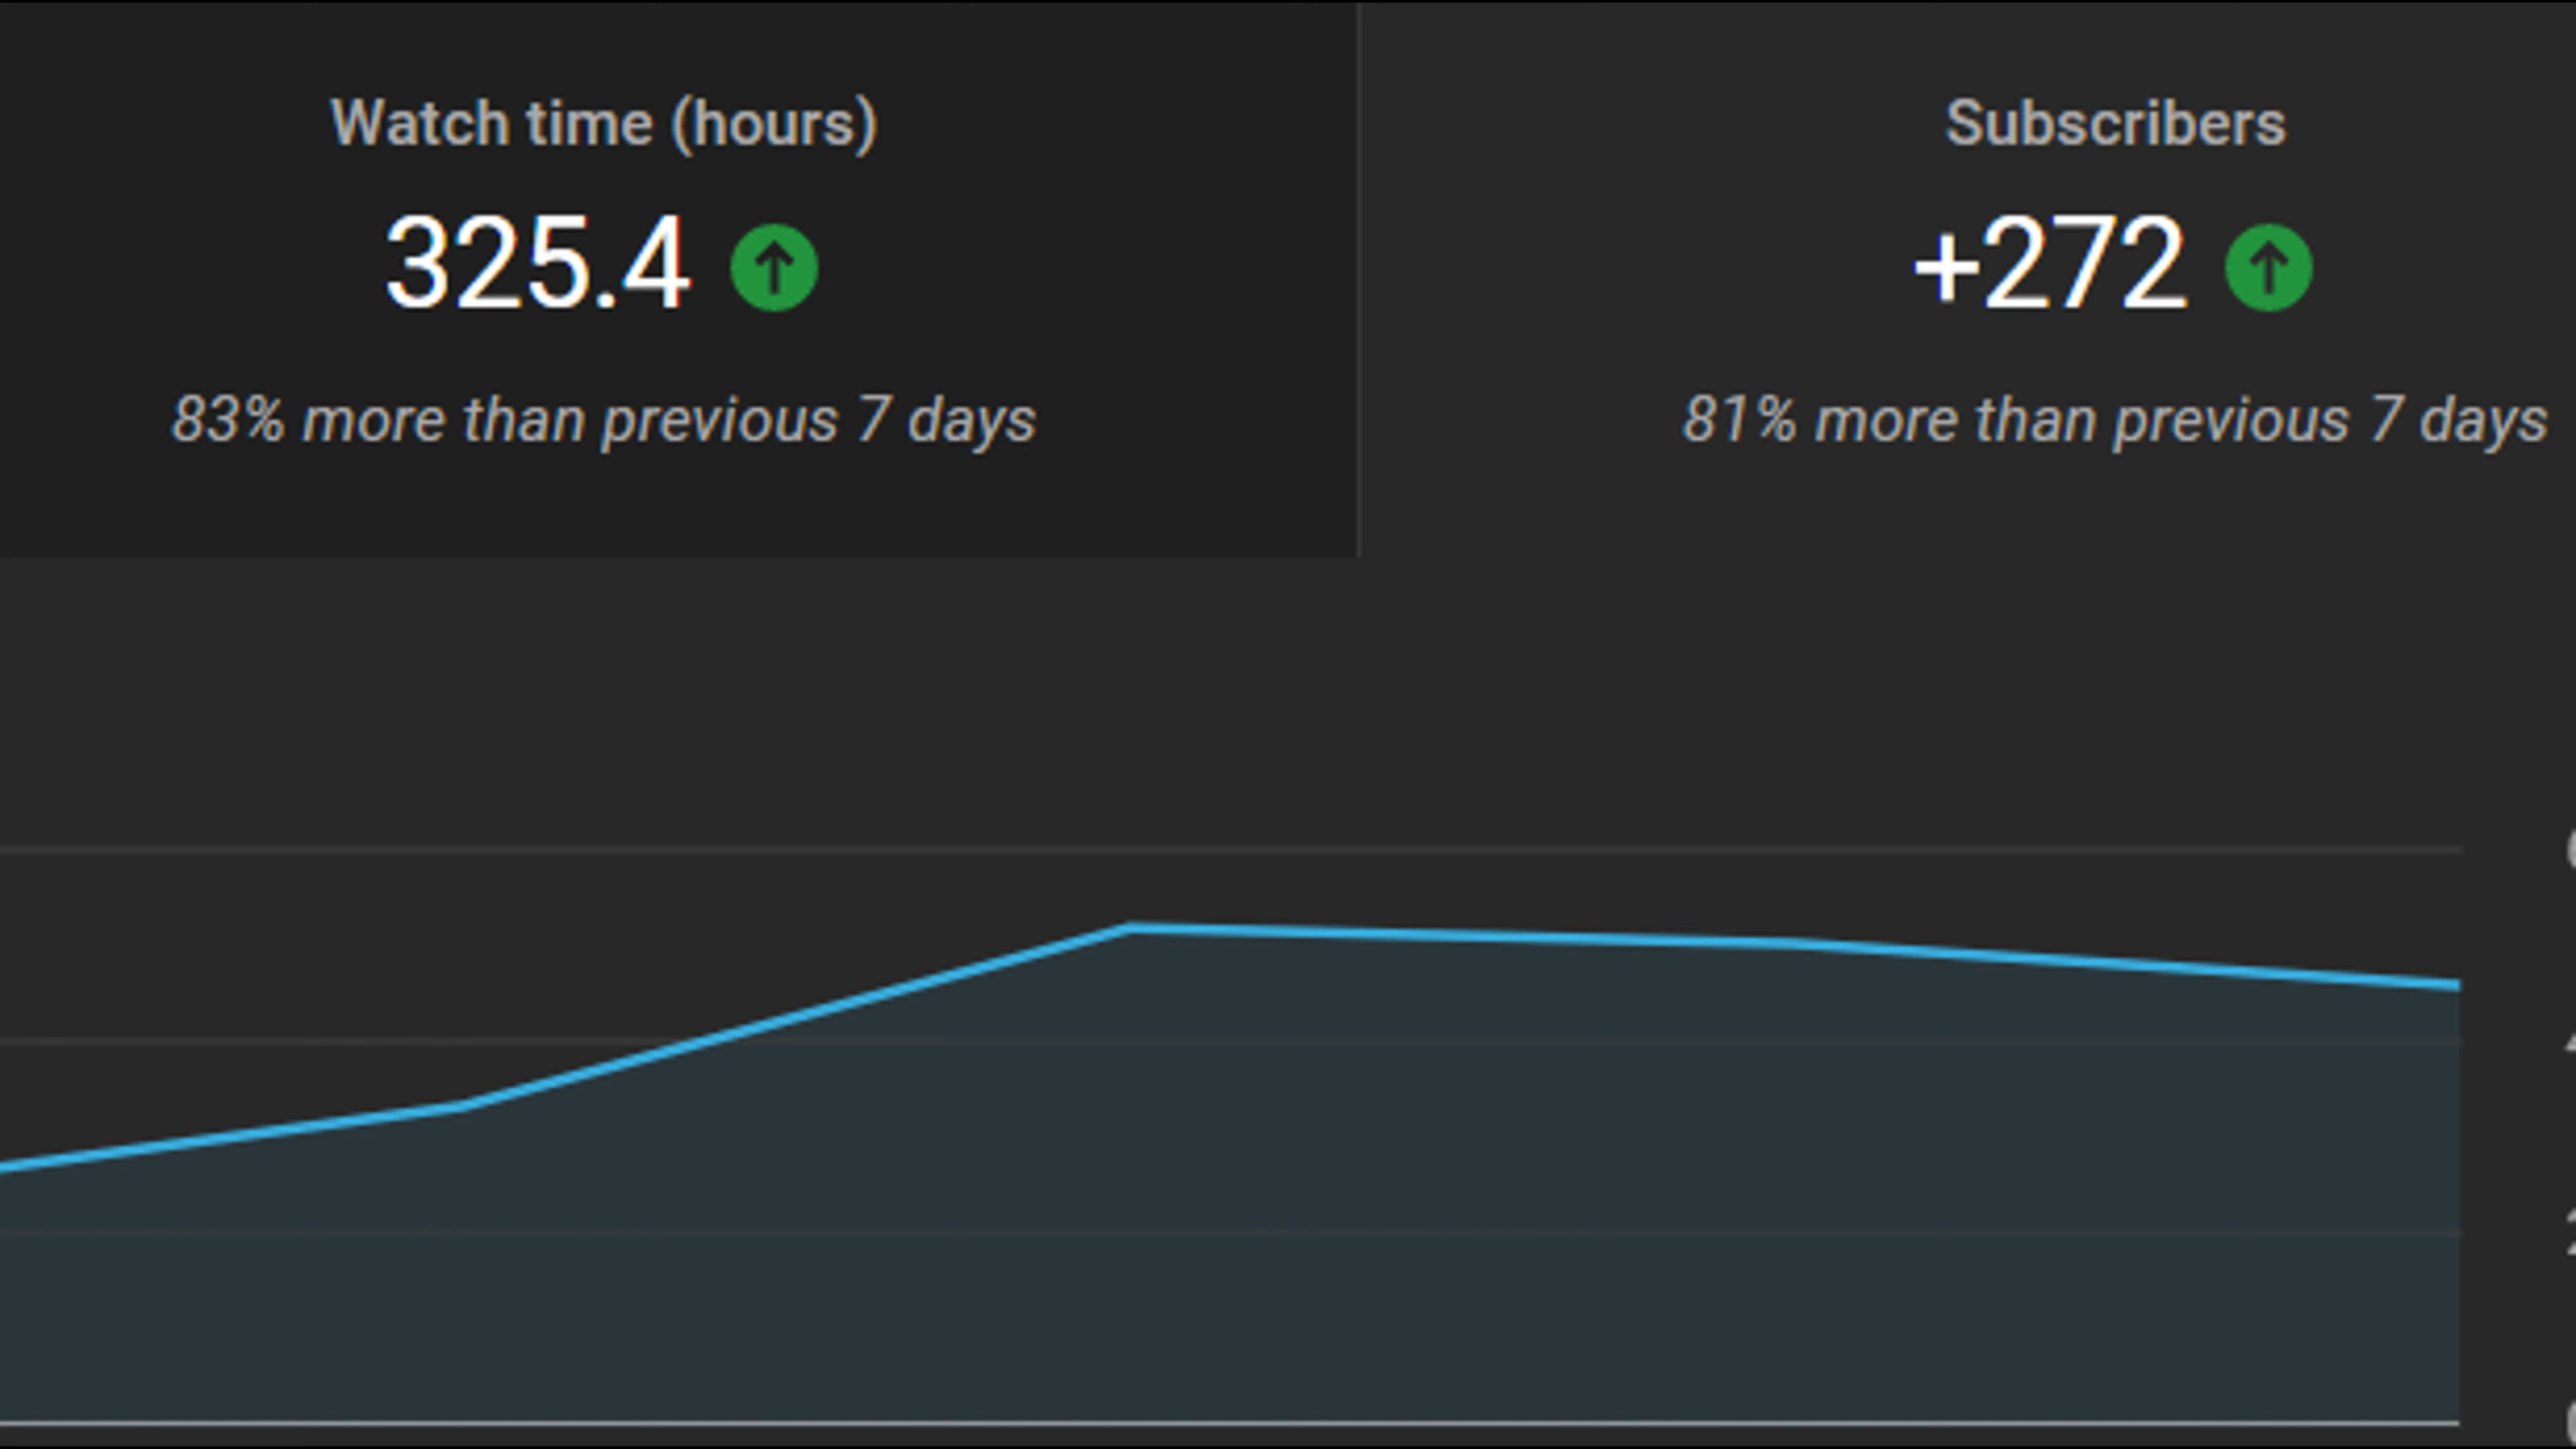 Watch time (hours)
325.4
83% more than previous 7 days
Subscribers
+272
81% more than previous 7 days